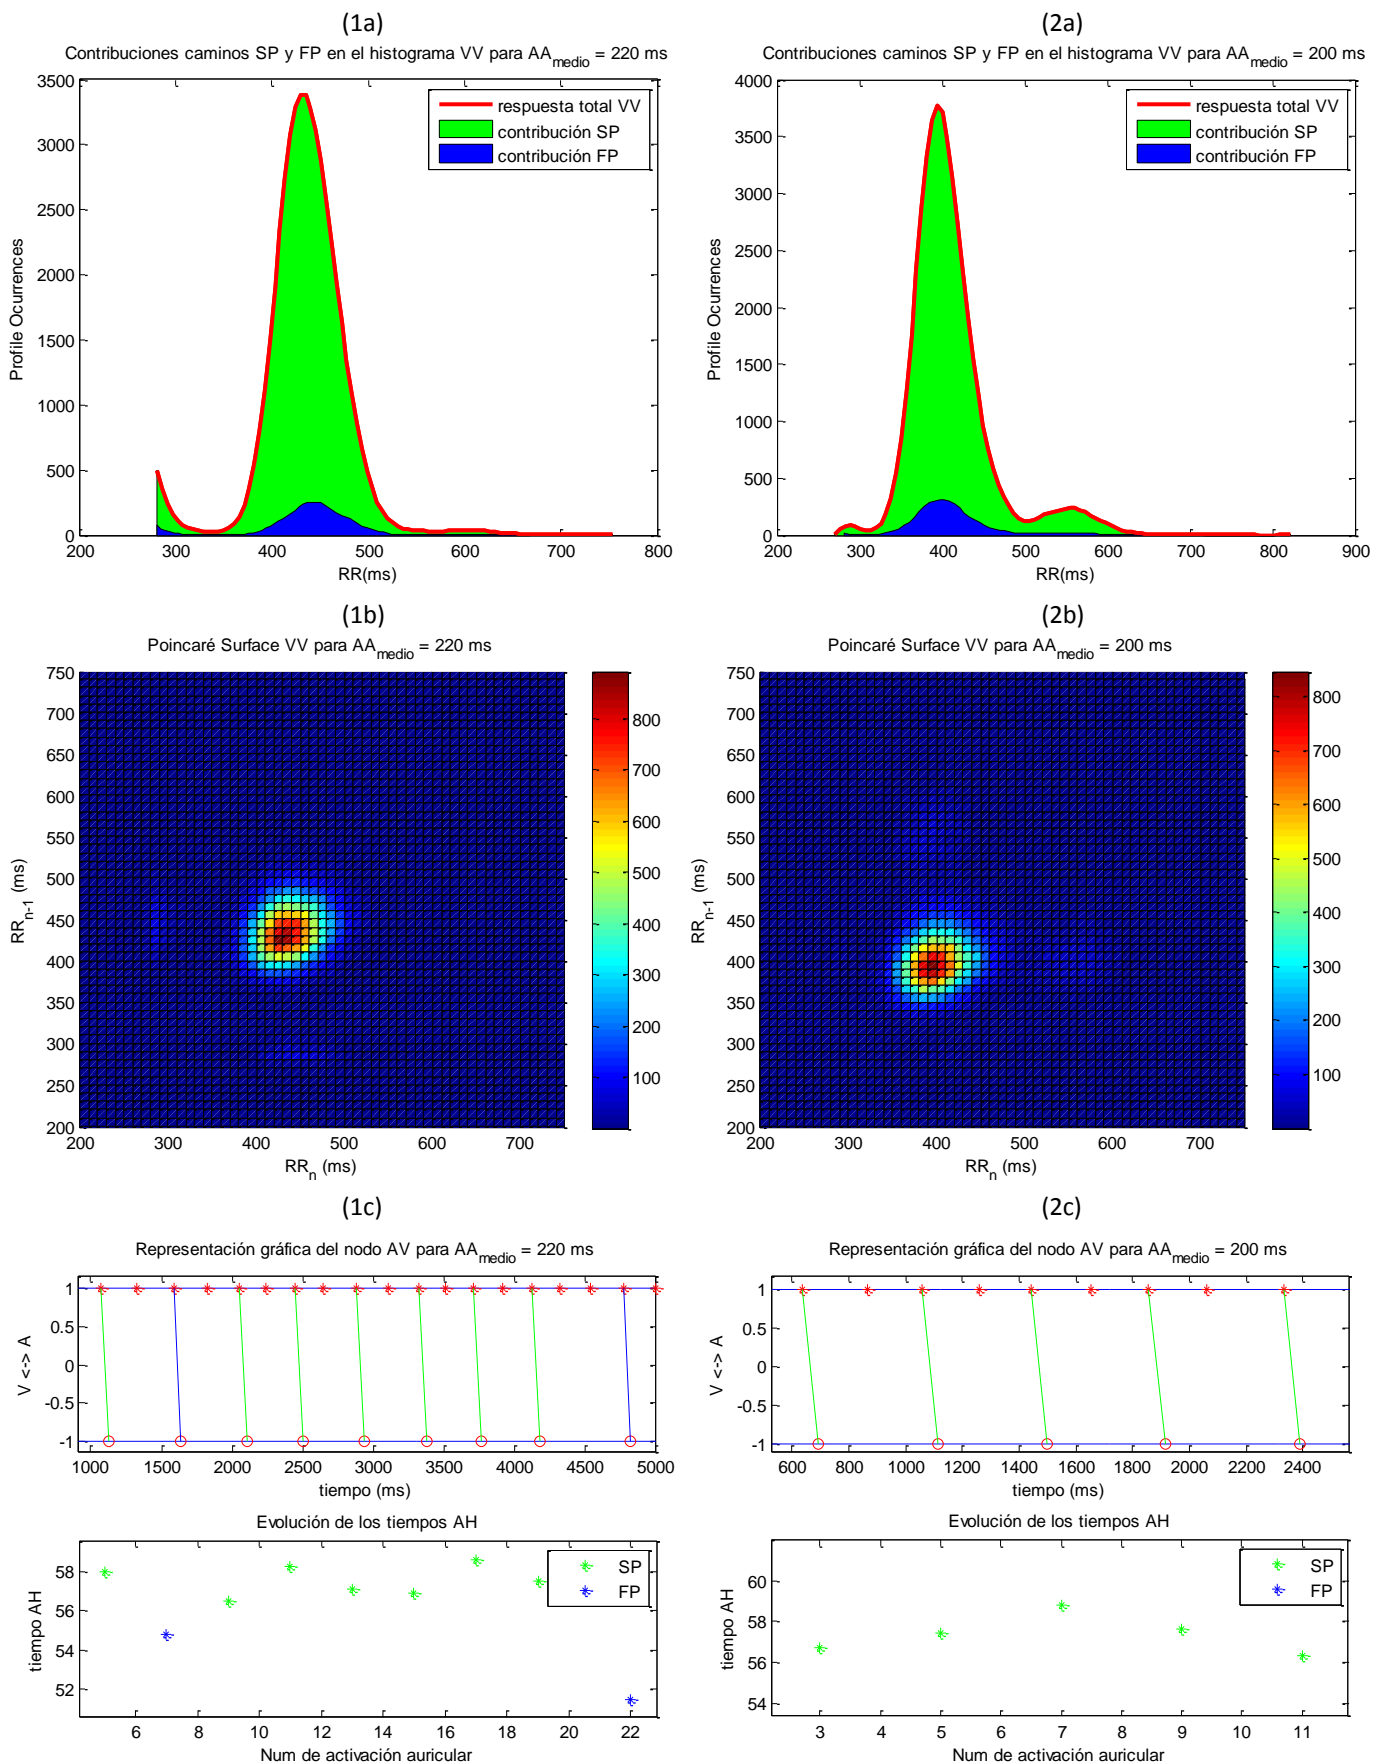 (1a)
Contribuciones caminos SP y FP en el histograma VV para AA_medio = 220 ms
3500
3000
2500
2000
1500
1000
500
0
Profile Ocurrences
respuesta total VV
contribución SP
contribución FP
200 300 400 500 600 700 800
RR(ms)
(2a)
Contribuciones caminos SP y FP en el histograma VV para AA_medio = 200 ms
4000
3500
3000
2500
2000
1500
1000
500
0
Profile Ocurrences
respuesta total VV
contribución SP
contribución FP
200 300 400 500 600 700 800 900
RR(ms)
(1b)
Poincaré Surface VV para AA_medio = 220 ms
750
700
650
600
550
500
450
400
350
300
250
200
RR_n-1 (ms)
200 300 400 500 600 700
RR_n (ms)
800
700
600
500
400
300
200
100
(2b)
Poincaré Surface VV para AA_medio = 200 ms
750
700
650
600
550
500
450
400
350
300
250
200
RR_n-1 (ms)
200 300 400 500 600 700
RR_n (ms)
800
700
600
500
400
300
200
100
(1c)
Representación gráfica del nodo AV para AA_medio = 220 ms
1
0.5
0
-0.5
-1
V <-> A
1000 1500 2000 2500 3000 3500 4000 4500 5000
tiempo (ms)
Evolución de los tiempos AH
58
56
54
52
tiempo AH
SP
FP
6 8 10 12 14 16 18 20 22
Num de activación auricular
(2c)
Representación gráfica del nodo AV para AA_medio = 200 ms
1
0.5
0
-0.5
-1
V <-> A
600 800 1000 1200 1400 1600 1800 2000 2200 2400
tiempo (ms)
Evolución de los tiempos AH
60
58
56
54
tiempo AH
SP
FP
3 4 5 6 7 8 9 10 11
Num de activación auricular